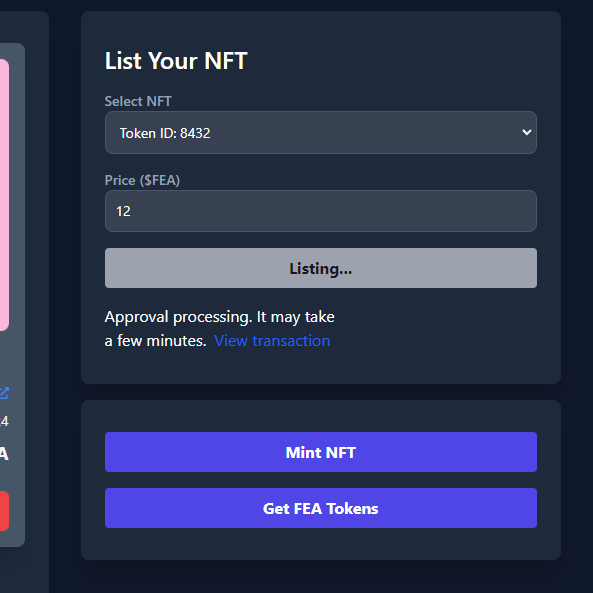 List Your NFT
Select NFT
Token ID: 8432
Price ($FEA)
12
Listing...
Approval processing. It may take
a few minutes. View transaction
4
A
Mint NFT
Get FEA Tokens